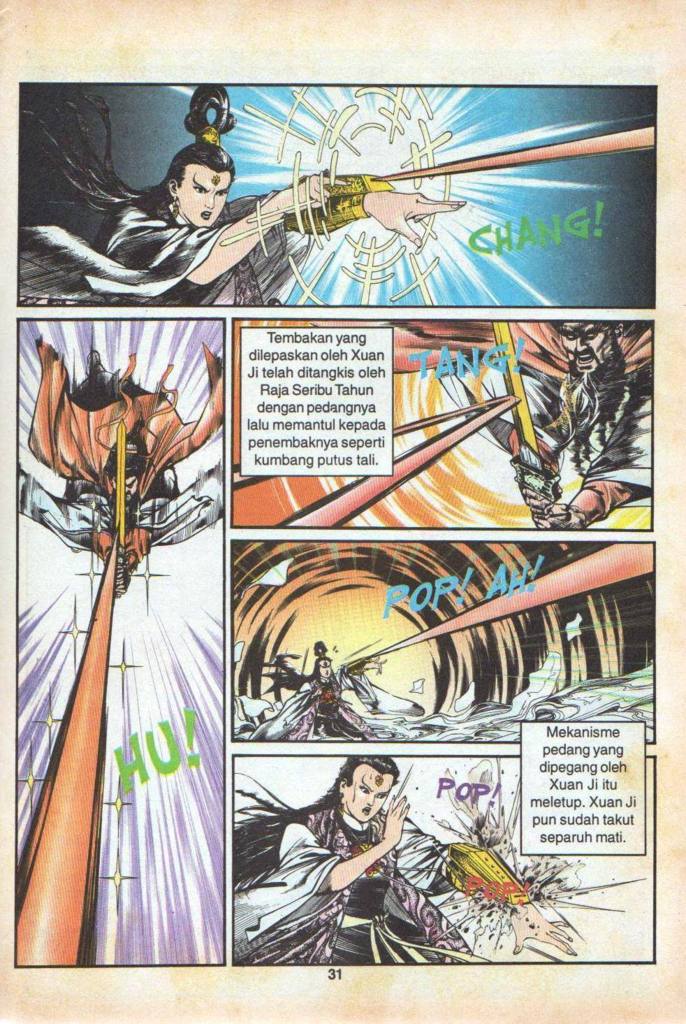 CHANG!
Tembakan yang
dilepaskan oleh Xuan
Ji telah ditangkis oleh
Raja Seribu Tahun
dengan pedangnya
lalu memantul kepada
penembaknya seperti
kumbang putus tali.
TANG!
HU!
POP! AH!
Mekanisme
pedang yang
dipegang oleh
Xuan Ji itu
meletup. Xuan Ji
pun sudah takut
separuh mati.
POP!
POP!
31